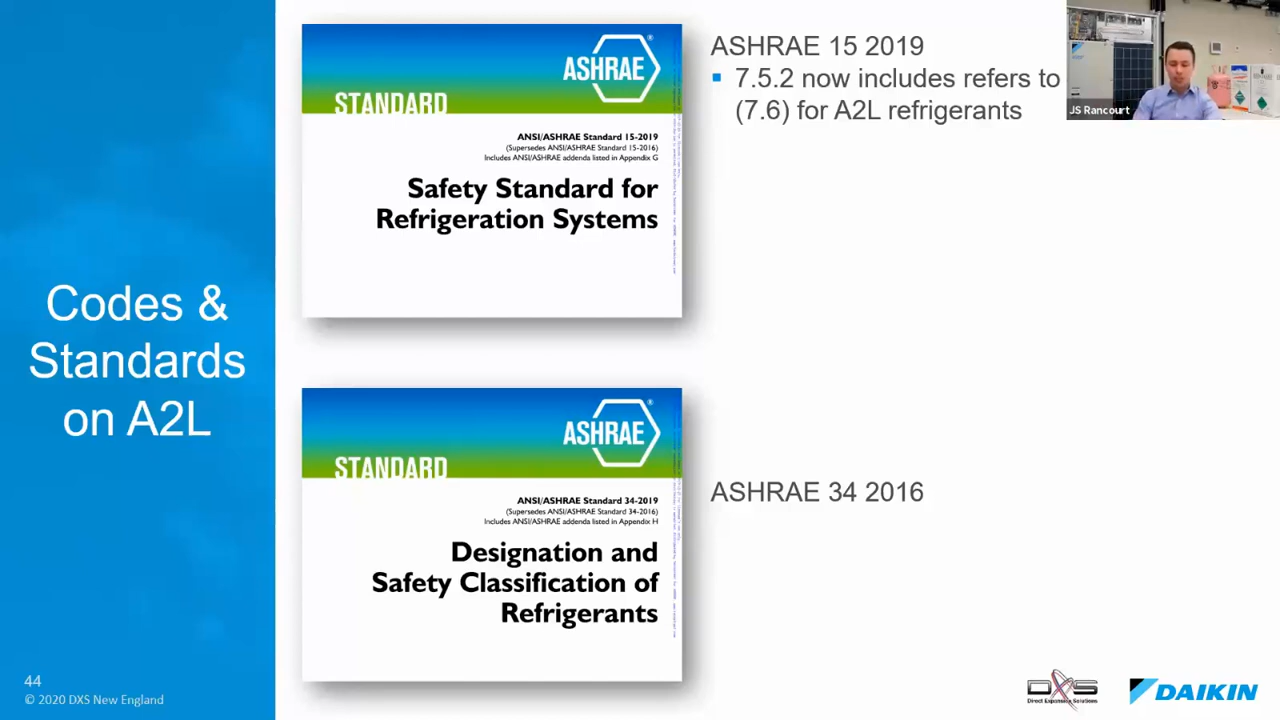 Codes &
Standards
on A2L
44
© 2020 DXS New England
ASHRAE
STANDARD
ANSI/ASHRAE Standard 15-2019
(Supersedes ANSI/ASHRAE Standard 15-2016)
Includes ANSI/ASHRAE addenda listed in Appendix G
Safety Standard for
Refrigeration Systems
ASHRAE 15 2019
7.5.2 now includes refers to
(7.6) for A2L refrigerants
JS Rancourt
ASHRAE
STANDARD
ANSI/ASHRAE Standard 34-2019
(Supersedes ANSI/ASHRAE Standard 34-2016)
Includes ANSI/ASHRAE addenda listed in Appendix H
Designation and
Safety Classification of
Refrigerants
ASHRAE 34 2016
DXS
Direct Expansion Solutions
DAIKIN